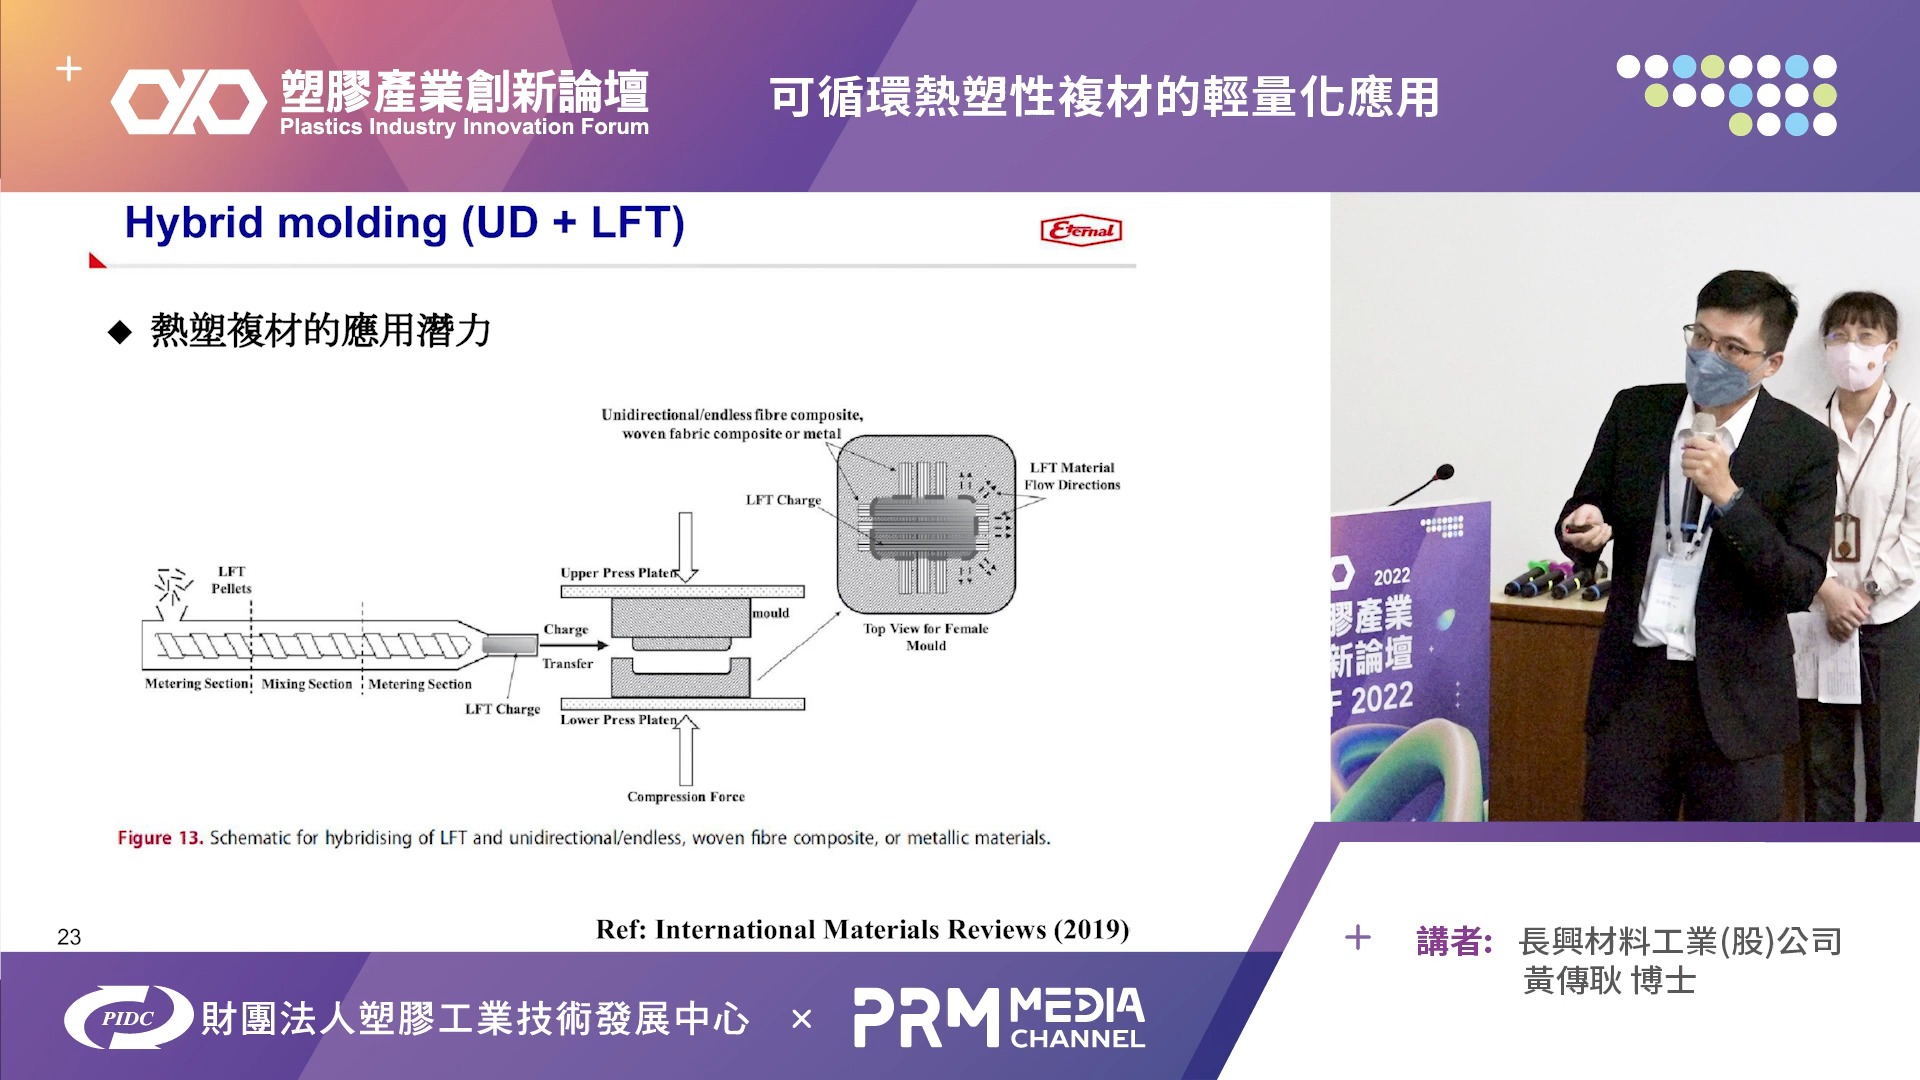 塑膠產業創新論壇
Plastics Industry Innovation Forum
可循環熱塑性複材的輕量化應用
Hybrid molding (UD + LFT)
Eternal
◆ 熱塑複材的應用潛力
Unidirectional/endless fibre composite,
woven fabric composite or metal
LFT Material
Flow Directions
LFT Charge
LFT
Pellets
Upper Press Platen
mould
Charge
Transfer
Top View for Female
Mould
Metering Section
Mixing Section
Metering Section
LFT Charge
Lower Press Platen
Compression Force
Figure 13. Schematic for hybridising of LFT and unidirectional/endless, woven fibre composite, or metallic materials.
Ref: International Materials Reviews (2019)
23
2022
膠產業
新論壇
F 2022
講者: 長興材料工業(股)公司
黃傳耿 博士
PIDC 財團法人塑膠工業技術發展中心 × PRM MEDIA
CHANNEL